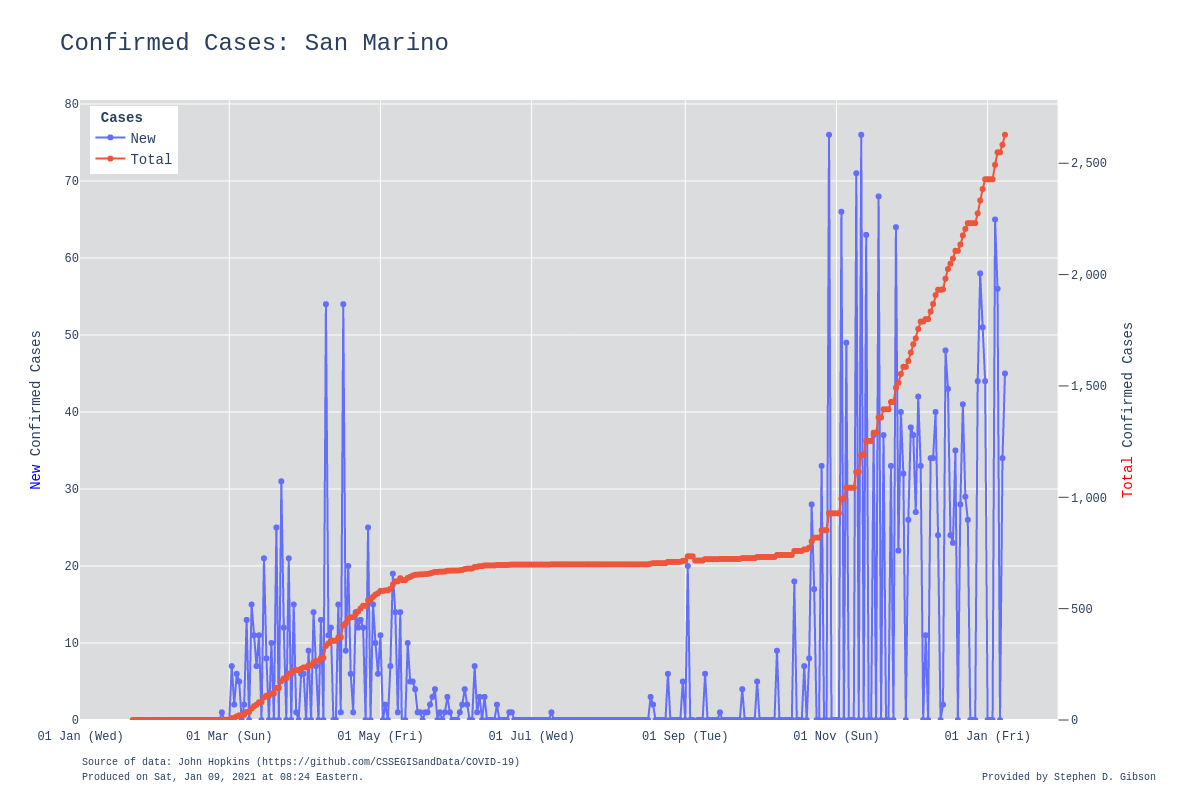 Confirmed Cases: San Marino
Cases
New
Total
80
70
60
50
40
30
20
10
0
2,500
2,000
1,500
1,000
500
0
New Confirmed Cases
Total Confirmed Cases
01 Jan (Wed) 01 Mar (Sun) 01 May (Fri) 01 Jul (Wed) 01 Sep (Tue) 01 Nov (Sun) 01 Jan (Fri)
Source of data: John Hopkins (https://github.com/CSSEGISandData/COVID-19)
Produced on Sat, Jan 09, 2021 at 08:24 Eastern.
Provided by Stephen D. Gibson